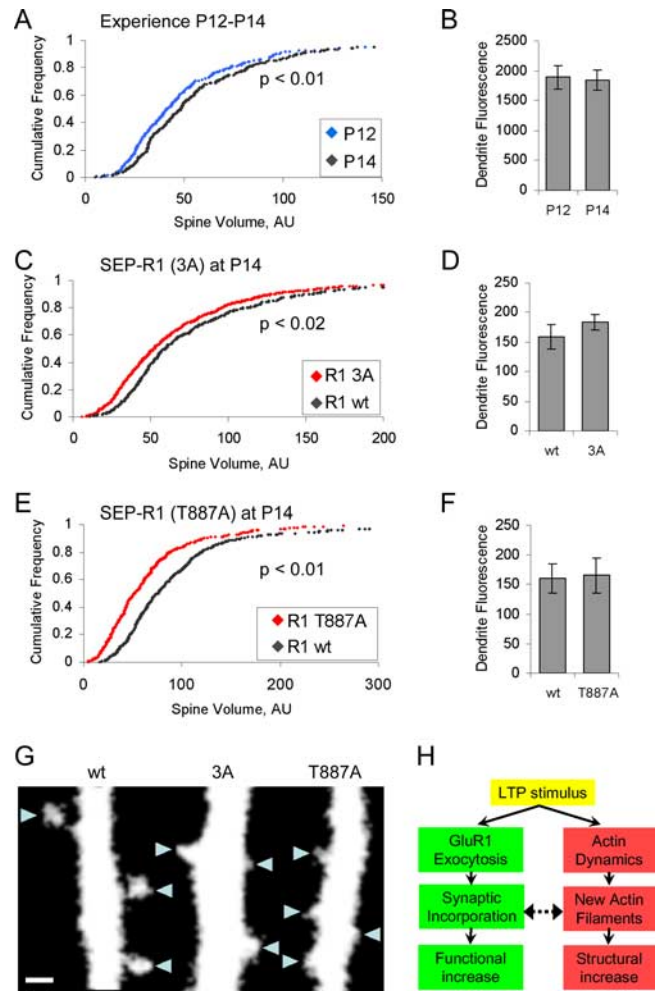 A
Experience P12-P14
Cumulative Frequency
1
0.8
0.6
0.4
0.2
0
p < 0.01
P12
P14
0
50
100
150
Spine Volume, AU
B
Dendrite Fluorescence
2500
2000
1500
1000
500
0
P12
P14
C
SEP-R1 (3A) at P14
Cumulative Frequency
1
0.8
0.6
0.4
0.2
0
p < 0.02
R1 3A
R1 wt
0
50
100
150
200
Spine Volume, AU
D
Dendrite Fluorescence
250
200
150
100
50
0
wt
3A
E
SEP-R1 (T887A) at P14
Cumulative Frequency
1
0.8
0.6
0.4
0.2
0
p < 0.01
R1 T887A
R1 wt
0
100
200
300
Spine Volume, AU
F
Dendrite Fluorescence
250
200
150
100
50
0
wt
T887A
G
wt
3A
T887A
H
LTP stimulus
GluR1
Exocytosis
Actin
Dynamics
Synaptic
Incorporation
New Actin
Filaments
Functional
increase
Structural
increase